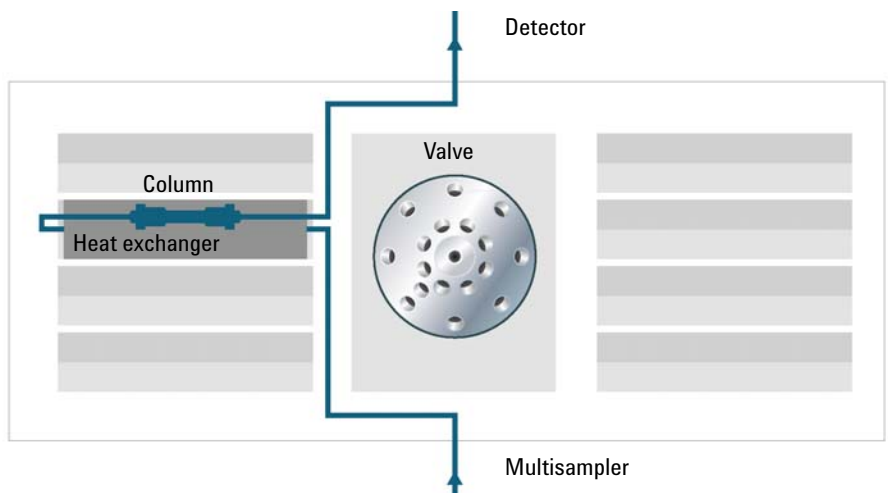 Detector
Valve
Column
Heat exchanger
Multisampler